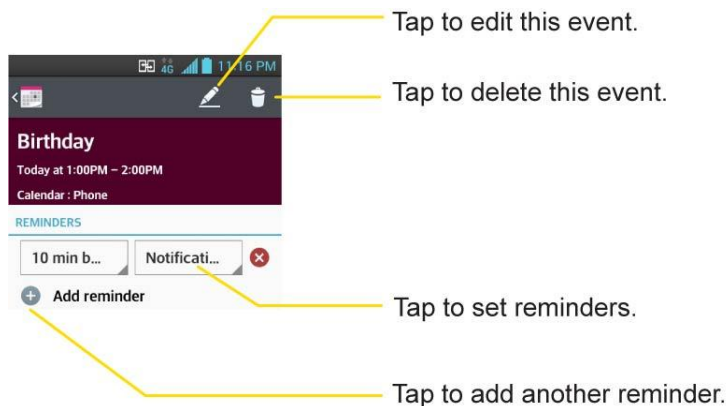 Tap to edit this event.
4G 11:16 PM
Tap to delete this event.
Birthday
Today at 1:00PM – 2:00PM
Calendar : Phone
REMINDERS
10 min b... Notificati...
Add reminder
Tap to set reminders.
Tap to add another reminder.